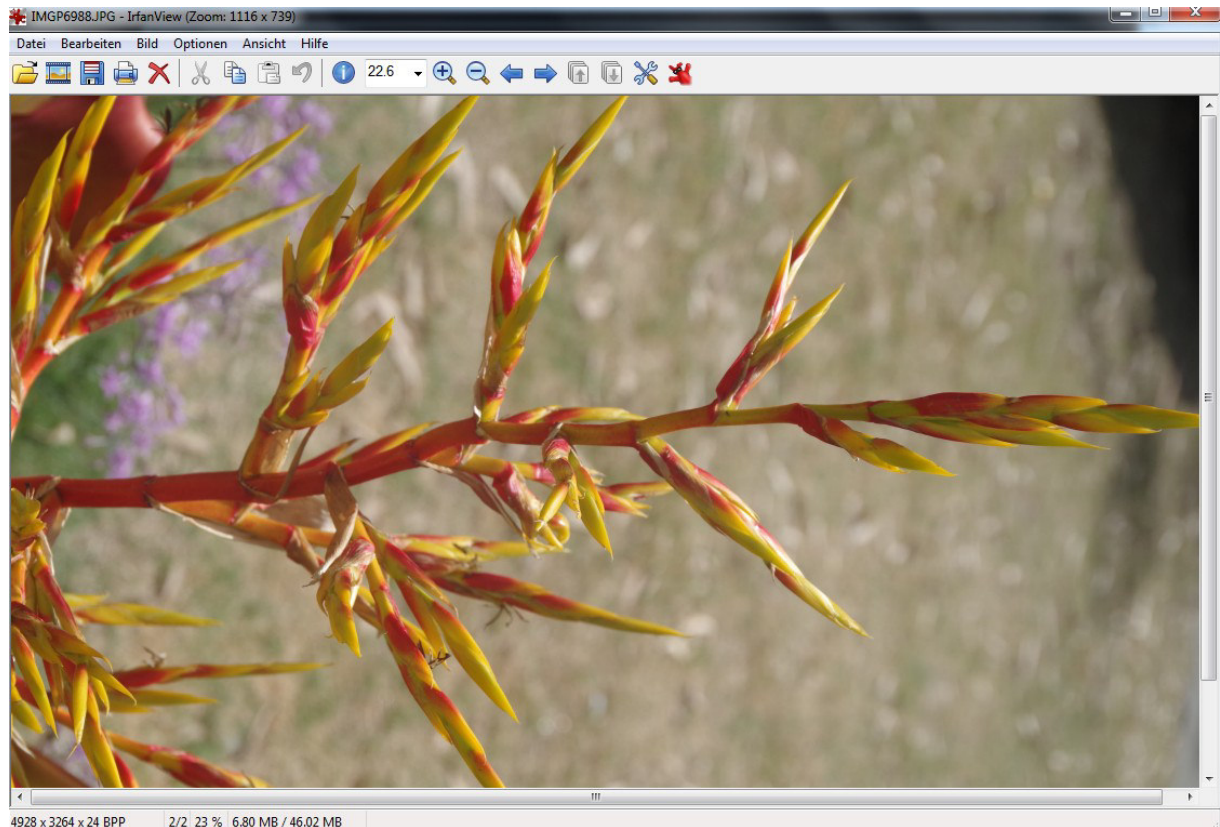 IMGP6988.JPG - IrfanView (Zoom: 1116 x 739)
Datei Bearbeiten Bild Optionen Ansicht Hilfe
22.6
4928 x 3264 x 24 BPP 2/2 23 % 6.80 MB / 46.02 MB